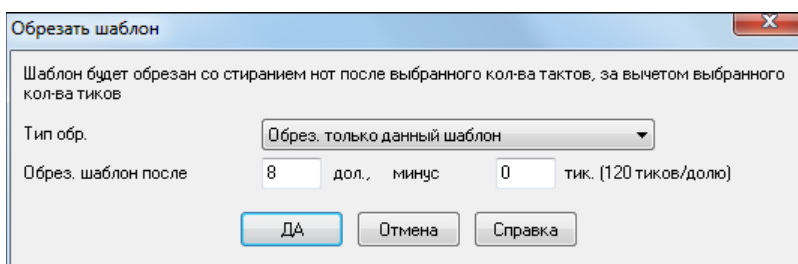 Обрезать шаблон
Шаблон будет обрезан со стиранием нот после выбранного кол-ва тактов, за вычетом выбранного
кол-ва тиков
Тип обр. Обрез. только данный шаблон
Обрез. шаблон после 8 дол., минус 0 тик. (120 тиков/долю)
ДА Отмена Справка